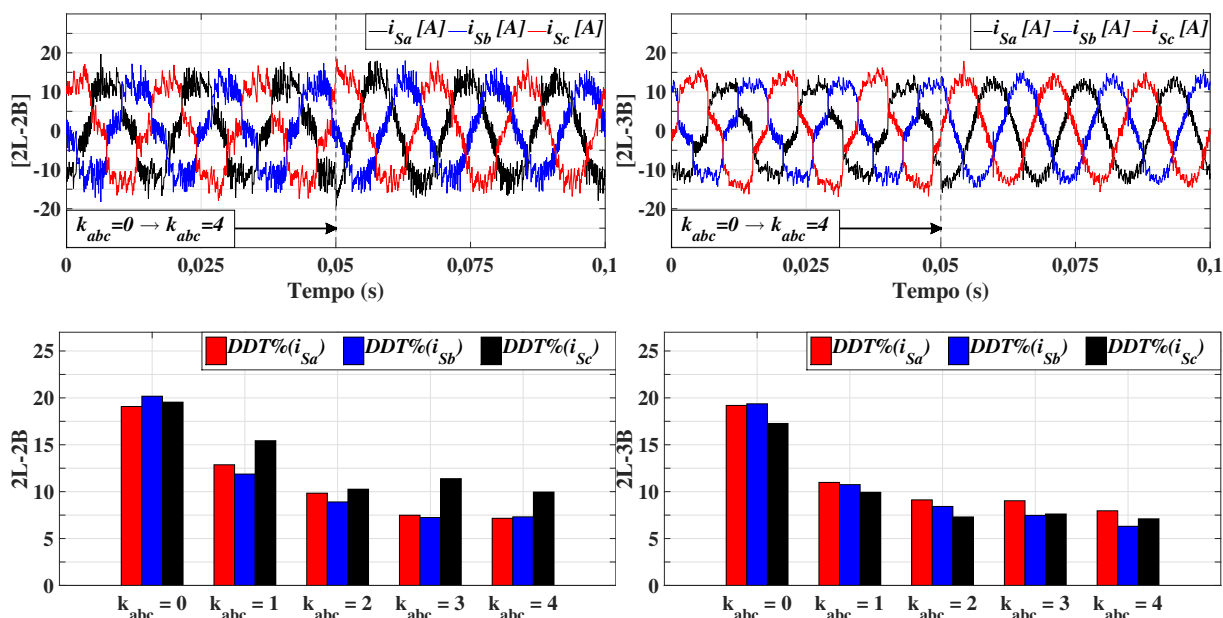 —i_Sa [A]—i_Sb [A]—i_Sc [A]
[2L-2B]
20
10
0
-10
-20
k_abc=0 → k_abc=4
0 0,025 0,05 0,075 0,1
Tempo (s)
—i_Sa [A]—i_Sb [A]—i_Sc [A]
[2L-3B]
20
10
0
-10
-20
k_abc=0 → k_abc=4
0 0,025 0,05 0,075 0,1
Tempo (s)
DDT%(i_Sa) DDT%(i_Sb) DDT%(i_Sc)
2L-2B
25
20
15
10
5
0
k_abc = 0 k_abc = 1 k_abc = 2 k_abc = 3 k_abc = 4
DDT%(i_Sa) DDT%(i_Sb) DDT%(i_Sc)
2L-3B
25
20
15
10
5
0
k_abc = 0 k_abc = 1 k_abc = 2 k_abc = 3 k_abc = 4